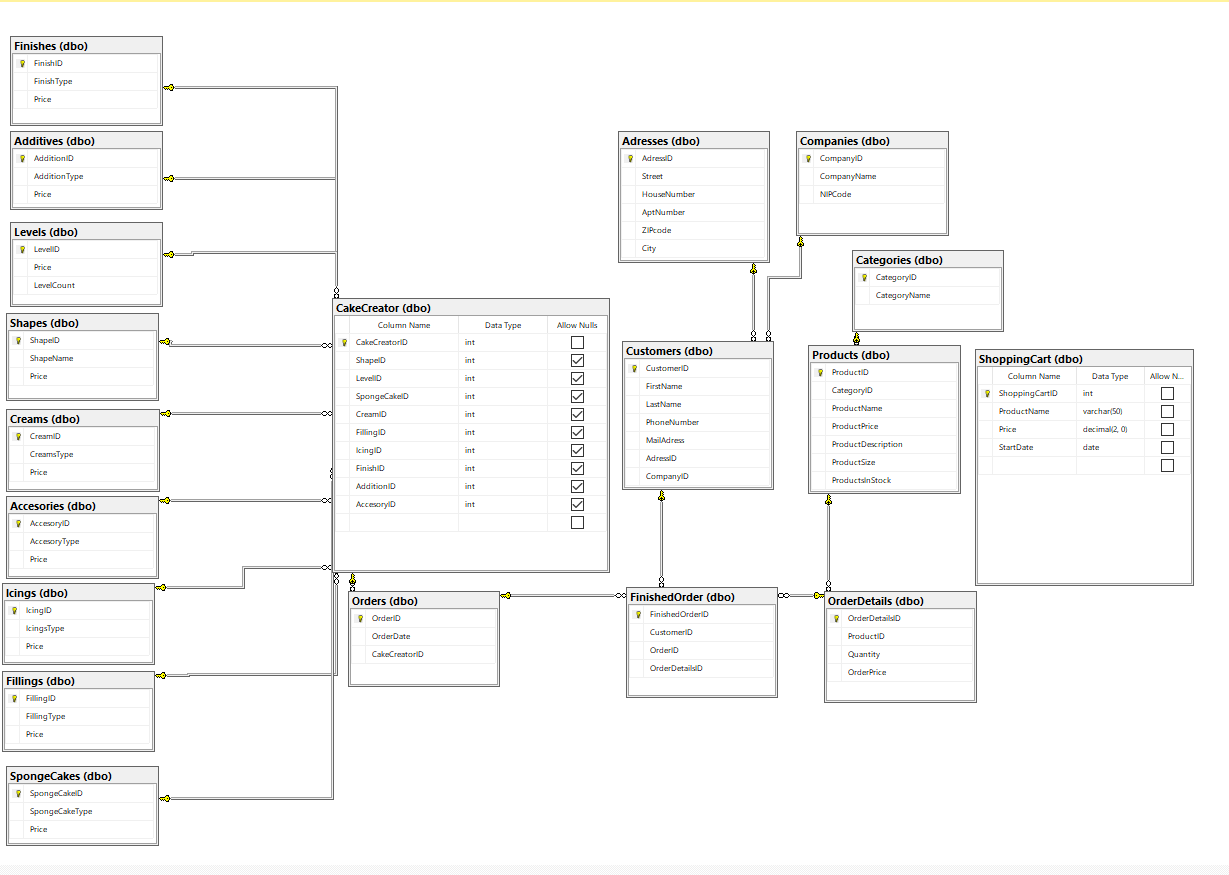 Finishes (dbo)
FinishID
FinishType
Price
Additives (dbo)
AdditionID
AdditionType
Price
Levels (dbo)
LevelID
Price
LevelCount
Shapes (dbo)
ShapeID
ShapeName
Price
Creams (dbo)
CreamID
CreamsType
Price
Accesories (dbo)
AccesoryID
AccesoryType
Price
Icings (dbo)
IcingID
IcingsType
Price
Fillings (dbo)
FillingID
FillingType
Price
SpongeCakes (dbo)
SpongeCakeID
SpongeCakeType
Price
CakeCreator (dbo)
Column Name Data Type Allow Nulls
CakeCreatorID int
ShapeID int
LevelID int
SpongeCakeID int
CreamID int
FillingID int
IcingID int
FinishID int
AdditionID int
AccesoryID int
Orders (dbo)
OrderID
OrderDate
CakeCreatorID
Adresses (dbo)
AdressID
Street
HouseNumber
AptNumber
ZIPcode
City
Companies (dbo)
CompanyID
CompanyName
NIPCode
Categories (dbo)
CategoryID
CategoryName
Customers (dbo)
CustomerID
FirstName
LastName
PhoneNumber
MailAdress
AdressID
CompanyID
Products (dbo)
ProductID
CategoryID
ProductName
ProductPrice
ProductDescription
ProductSize
ProductsInStock
ShoppingCart (dbo)
Column Name Data Type Allow N...
ShoppingCartID int
ProductName varchar(50)
Price decimal(2, 0)
StartDate date
FinishedOrder (dbo)
FinishedOrderID
CustomerID
OrderID
OrderDetailsID
OrderDetails (dbo)
OrderDetailsID
ProductID
Quantity
OrderPrice